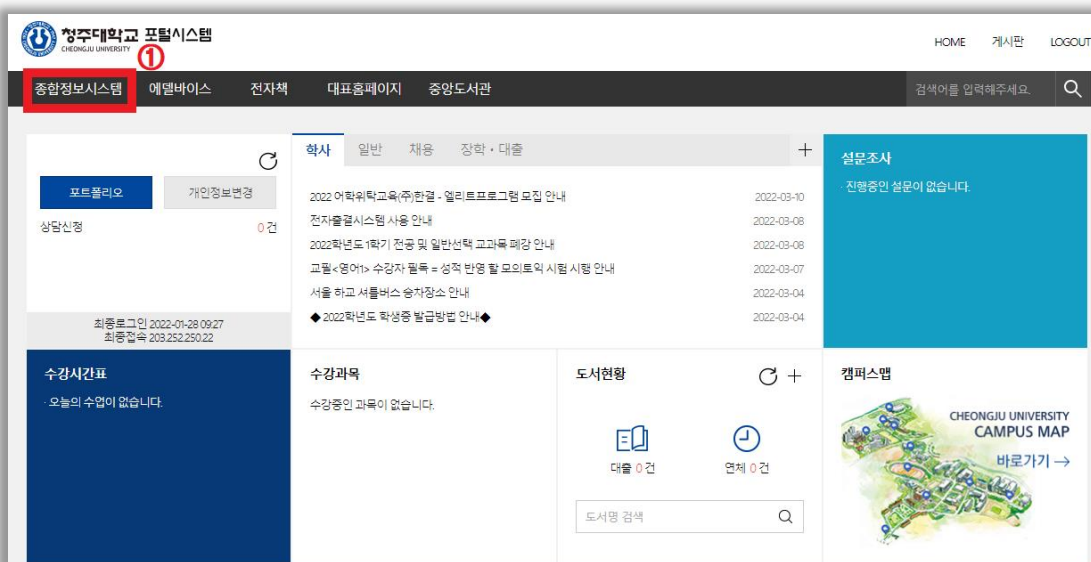 청주대학교 포털시스템
CHEONGJU UNIVERSITY
①
HOME 게시판 LOGOUT
종합정보시스템 에델바이스 전자책 대표홈페이지 중앙도서관
검색어를 입력해주세요.
포트폴리오 개인정보변경
상담신청 0 건
최종로그인 2022-01-28 09:27
최종접속 203.252.250.22
학사 일반 채용 장학・대출 +
2022 어학위탁교육(주)한결 - 엘리트프로그램 모집 안내 2022-03-10
전자출결시스템 사용 안내 2022-03-08
2022학년도 1학기 전공 및 일반선택 교과목 폐강 안내 2022-03-08
교필<영어1> 수강자 필독 = 성적 반영 할 모의토익 시험 시행 안내 2022-03-07
서울 하교 셔틀버스 승차장소 안내 2022-03-04
◆ 2022학년도 학생증 발급방법 안내◆ 2022-03-04
설문조사
· 진행중인 설문이 없습니다.
수강시간표
· 오늘의 수업이 없습니다.
수강과목
수강중인 과목이 없습니다.
도서현황 +
대출 0 건 연체 0 건
도서명 검색
캠퍼스맵
CHEONGJU UNIVERSITY
CAMPUS MAP
바로가기 →